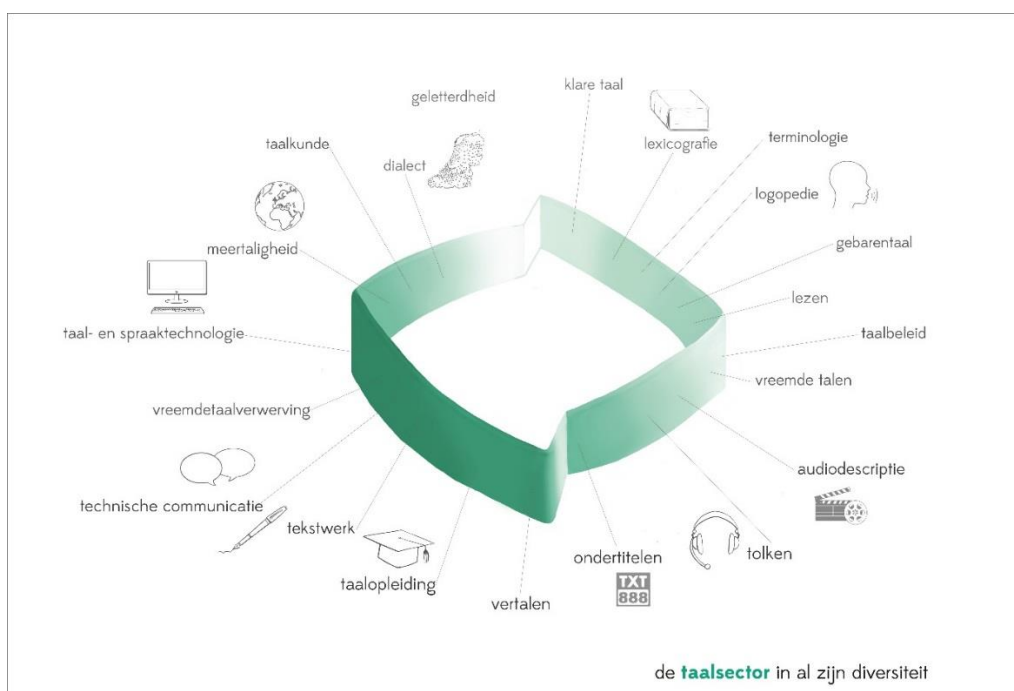 klare taal
geletterdheid
terminologie
taalkunde
lexicografie
dialect
logopedie
meertaligheid
gebarentaal
lezen
taal- en spraaktechnologie
taalbeleid
vreemde talen
vreemdetaalverwerving
audiodescriptie
technische communicatie
tekstwerk
ondertitelen
tolken
taalopleiding
TXT
888
vertalen
de taalsector in al zijn diversiteit